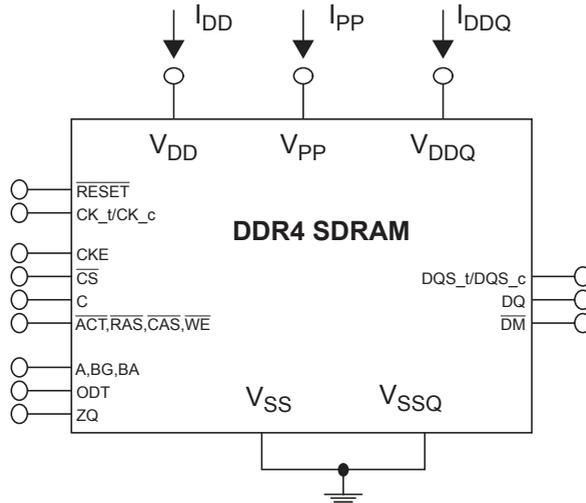 IDD IPP IDDQ
VDD VPP VDDQ
RESET
CK_t/CK_c
DDR4 SDRAM
CKE
CS
C
ACT,RAS,CAS,WE
DQS_t/DQS_c
DQ
DM
A,BG,BA
ODT
ZQ
VSS VSSQ